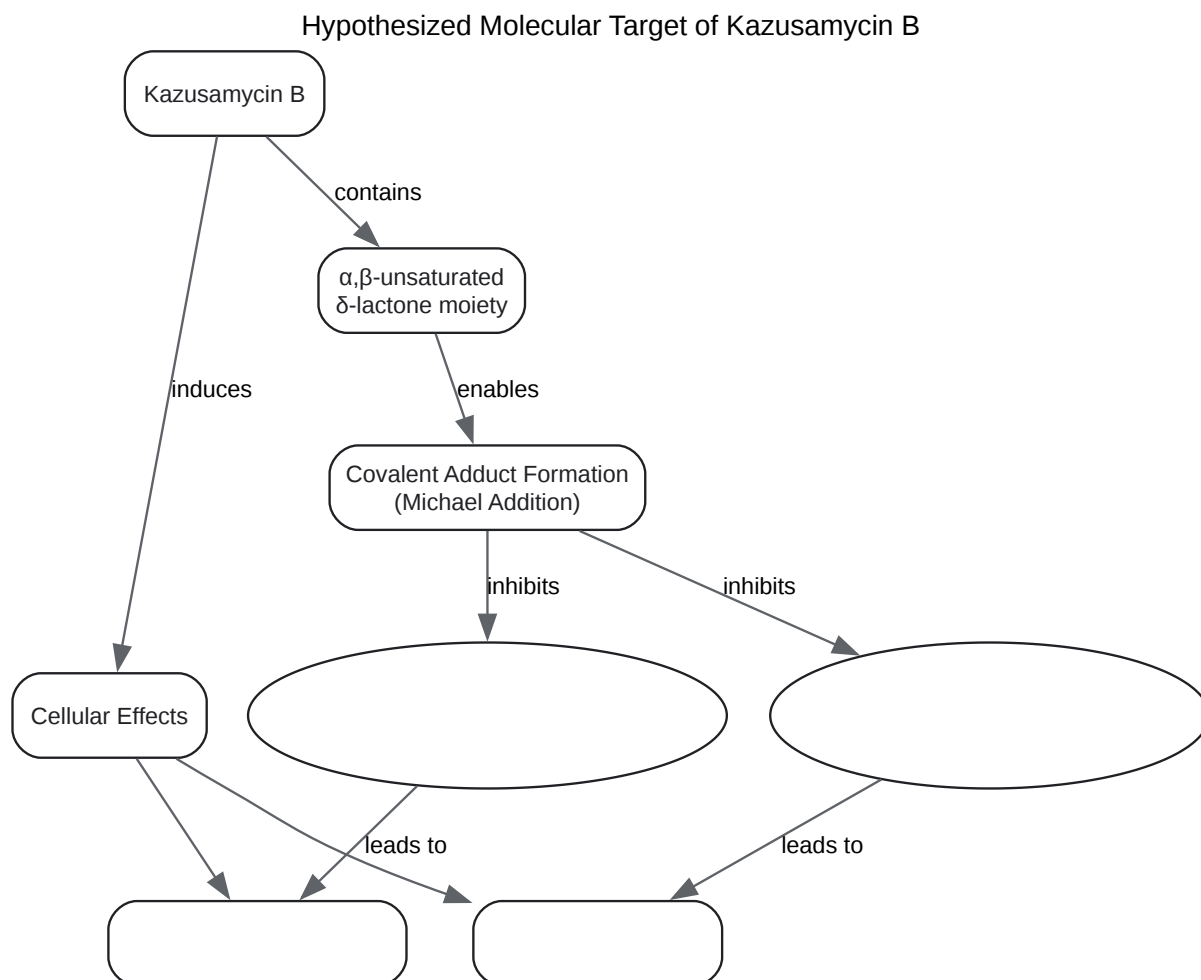 Hypothesized Molecular Target of Kazusamycin B
Kazusamycin B
contains
α,β-unsaturated
δ-lactone moiety
induces
enables
Covalent Adduct Formation
(Michael Addition)
inhibits
inhibits
Cellular Effects
leads to
leads to